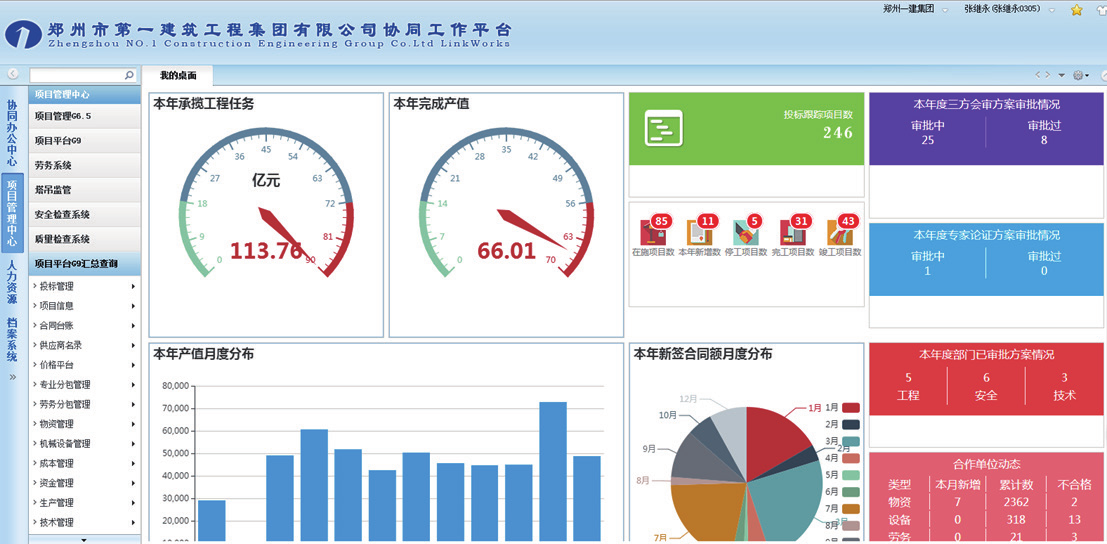 郑州一建集团
张继永(张继永0305)
郑州市第一建筑工程集团有限公司协同工作平台
Zhengzhou NO.1 Construction Engineering Group Co.Ltd LinkWorks
我的桌面
协同办公中心
项目管理中心
人力资源
档案系统
»
项目管理中心
项目管理G6.5
项目平台G9
劳务系统
塔吊监管
安全检查系统
质量检查系统
项目平台G9汇总查询
投标管理
项目信息
合同台账
供应商名录
价格平台
专业分包管理
劳务分包管理
物资管理
机械设备管理
成本管理
资金管理
生产管理
技术管理
本年承揽工程任务
0
9
18
27
36
45
54
63
72
81
90
亿元
113.76
本年完成产值
0
7
14
21
28
35
42
49
56
63
70
66.01
投标跟踪项目数
246
85
11
5
31
43
在施项目数
本年新增数
停工项目数
完工项目数
竣工项目数
本年度三方会审方案审批情况
审批中
审批过
25
8
本年度专家论证方案审批情况
审批中
审批过
1
0
本年产值月度分布
80,000
70,000
60,000
50,000
40,000
30,000
20,000
本年新签合同额月度分布
12月
10月
9月
8月
7月
1月
2月
1月
2月
3月
4月
5月
6月
7月
8月
本年度部门已审批方案情况
5
6
3
工程
安全
技术
合作单位动态
类型
本月新增
累计数
不合格
物资
7
2362
2
设备
0
318
13
劳务
0
21
3